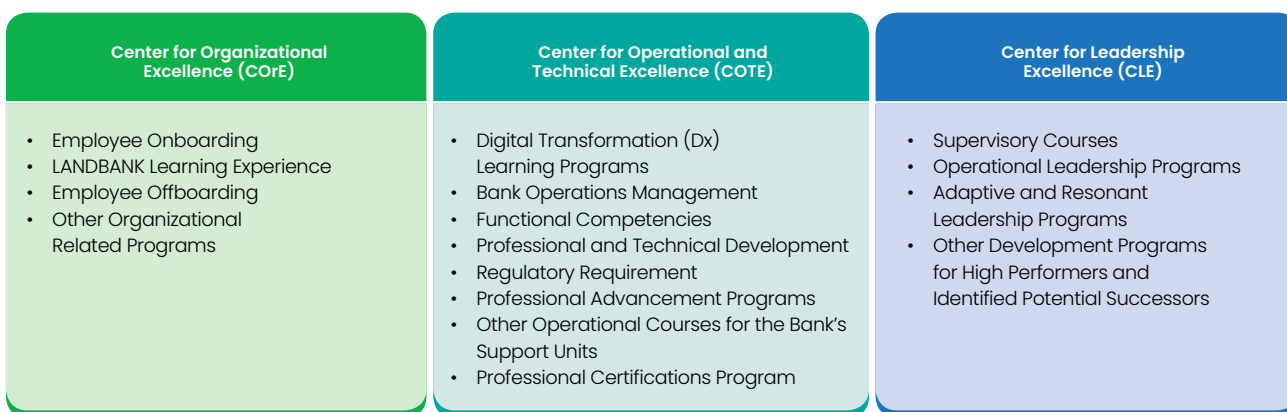 Center for Organizational
Excellence (COrE)
• Employee Onboarding
• LANDBANK Learning Experience
• Employee Offboarding
• Other Organizational
Related Programs
Center for Operational and
Technical Excellence (COTE)
• Digital Transformation (Dx)
Learning Programs
• Bank Operations Management
• Functional Competencies
• Professional and Technical Development
• Regulatory Requirement
• Professional Advancement Programs
• Other Operational Courses for the Bank’s
Support Units
• Professional Certifications Program
Center for Leadership
Excellence (CLE)
• Supervisory Courses
• Operational Leadership Programs
• Adaptive and Resonant
Leadership Programs
• Other Development Programs
for High Performers and
Identified Potential Successors